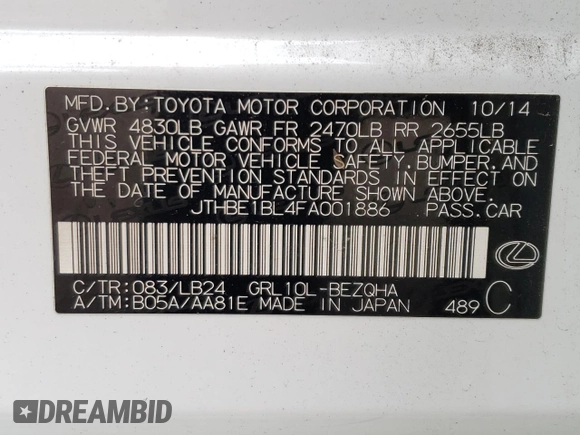 MFD. BY: TOYOTA MOTOR CORPORATION 10/14
GVWR 4830LB GAWR FR 2470LB RR 2655LB
THIS VEHICLE CONFORMS TO ALL APPLICABLE
FEDERAL MOTOR VEHICLE SAFETY, BUMPER, AND
THEFT PREVENTION STANDARDS IN EFFECT ON
THE DATE OF MANUFACTURE SHOWN ABOVE.
JTHBE1BL4FA001886 PASS. CAR
C/TR: 083/LB24 GRL10L-BEZQHA
A/TM: B05A/AA81E MADE IN JAPAN 489 C
DREAMBID